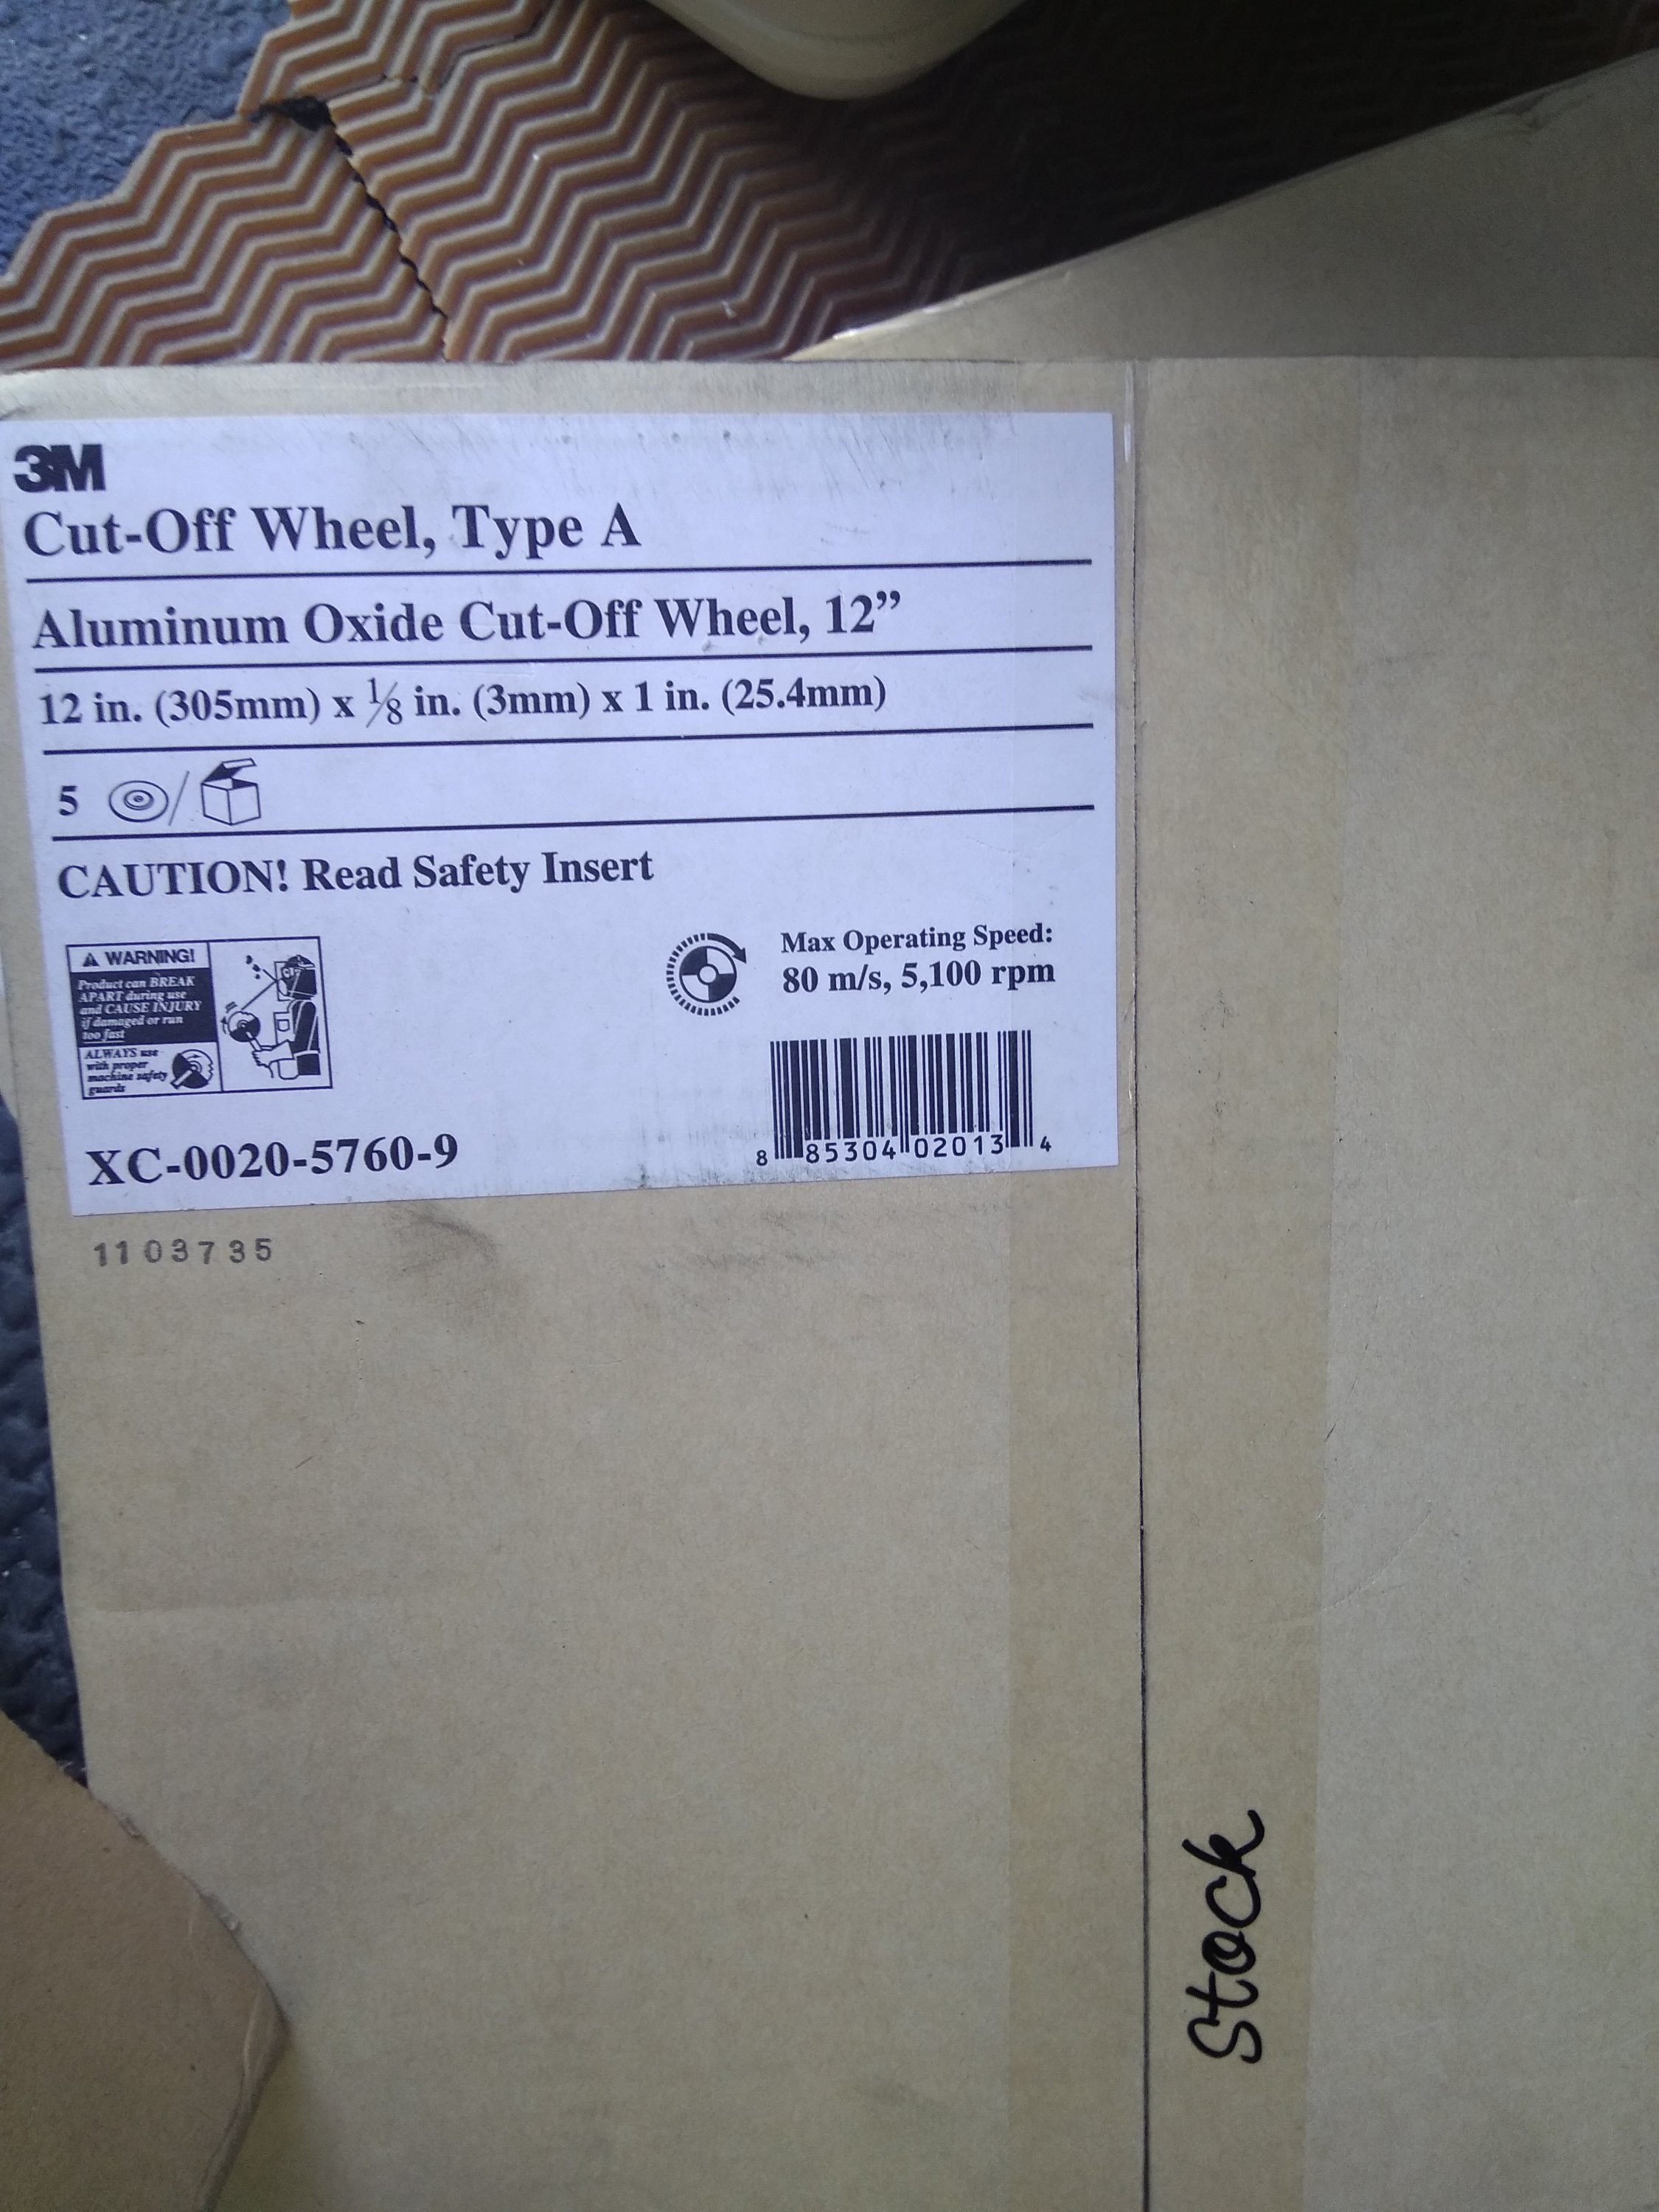 3M
Cut-Off Wheel, Type A
Aluminum Oxide Cut-Off Wheel, 12”
12 in. (305mm) x ⅛ in. (3mm) x 1 in. (25.4mm)
5 /
CAUTION! Read Safety Insert
WARNING!
Product can BREAK
APART during use
and CAUSE INJURY
if damaged or run
too fast
ALWAYS use
with proper
machine safety
guards
Max Operating Speed:
80 m/s, 5,100 rpm
8 85304 02013 4
XC-0020-5760-9
1103735
Stock